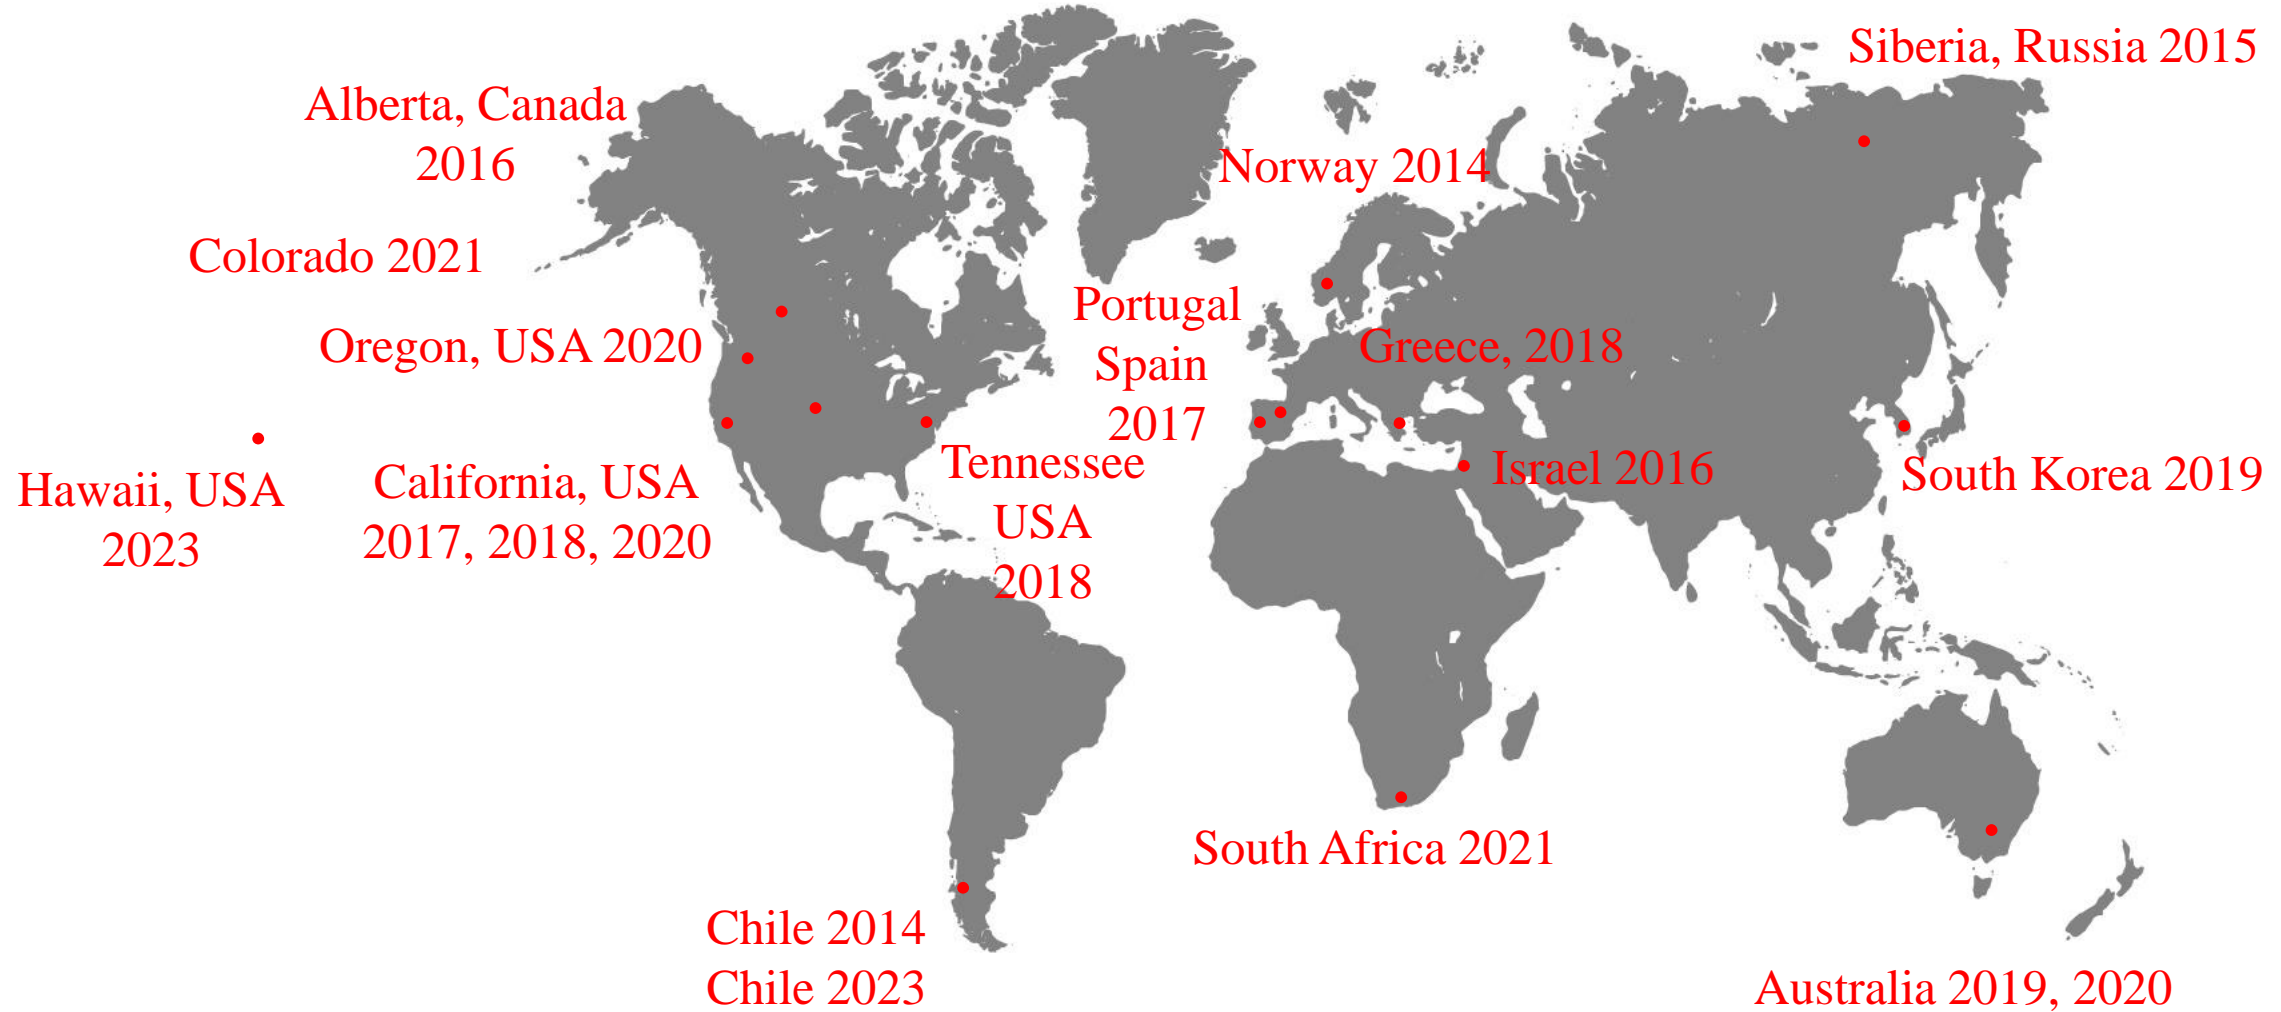 Siberia, Russia 2015
Alberta, Canada
2016
Norway 2014
Colorado 2021
Portugal
Spain
2017
Oregon, USA 2020
Greece, 2018
Hawaii, USA
2023
California, USA
2017, 2018, 2020
Tennessee
USA
2018
Israel 2016
South Korea 2019
South Africa 2021
Chile 2014
Chile 2023
Australia 2019, 2020